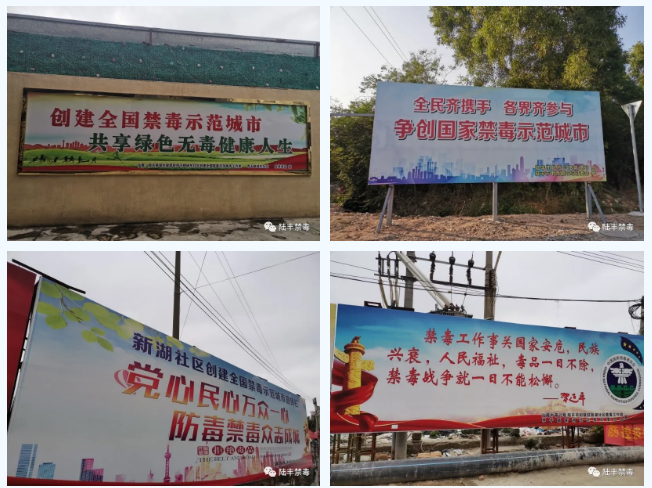 创建全国禁毒示范城市
共享绿色无毒健康人生
陆丰禁毒
全民齐携手 各界齐参与
争创国家禁毒示范城市
陆丰禁毒
新湖社区创建全国禁毒示范城
党心民心万众一心
防毒禁毒众志成城
拒绝毒品
陆丰禁毒
禁毒工作事关国家安危，民族
兴衰，人民福祉，毒品一日不除，
禁毒战争就一日不能松懈。
陆丰禁毒